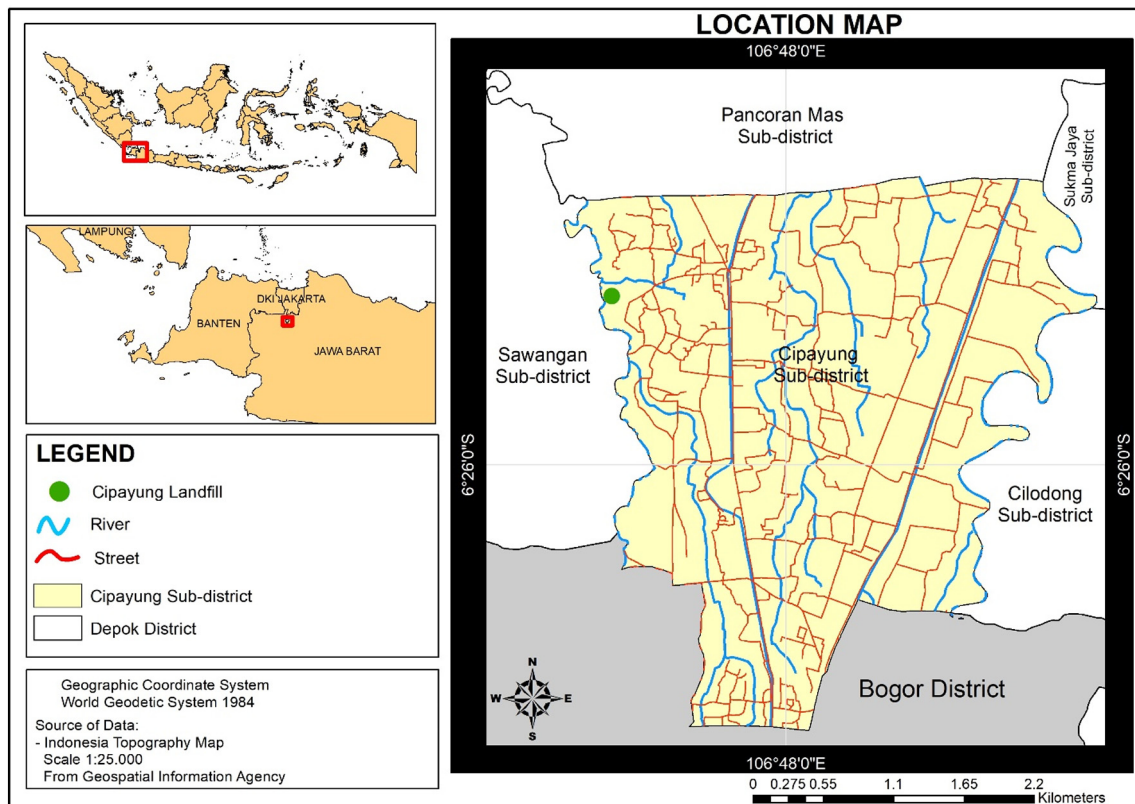 LOCATION MAP
106°48'0"E
LAMPUNG
DKI JAKARTA
BANTEN
JAWA BARAT
LEGEND
Cipayung Landfill
River
Street
Cipayung Sub-district
Depok District
Geographic Coordinate System
World Geodetic System 1984
Source of Data:
- Indonesia Topography Map
Scale 1:25.000
From Geospatial Information Agency
Pancoran Mas
Sub-district
Sukma Jaya
Sub-district
Sawangan
Sub-district
Cipayung
Sub-district
6°26'0"S
6°26'0"S
Cilodong
Sub-district
Bogor District
N
W
E
S
106°48'0"E
0 0.275 0.55 1.1 1.65 2.2
Kilometers